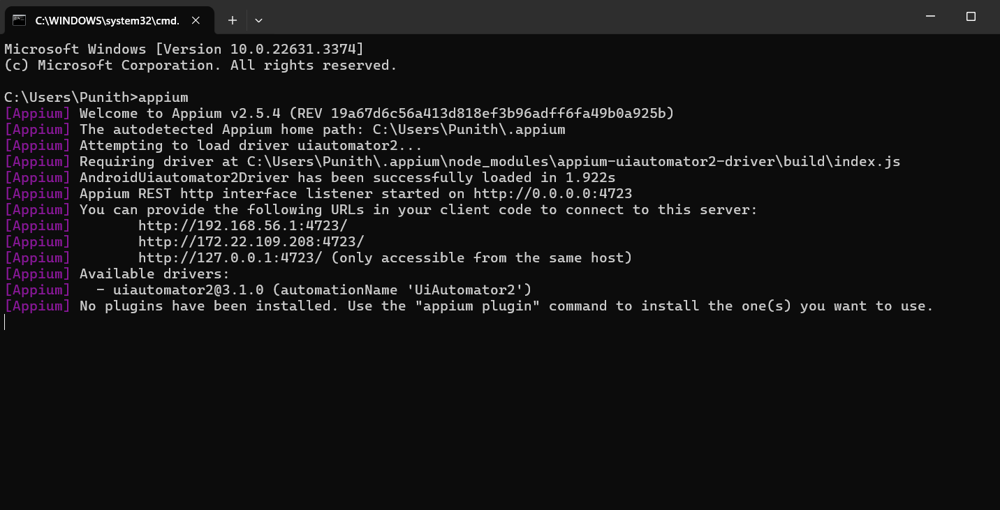 C:\WINDOWS\system32\cmd.
Microsoft Windows [Version 10.0.22631.3374]
(c) Microsoft Corporation. All rights reserved.
C:\Users\Punith>appium
[Appium] Welcome to Appium v2.5.4 (REV 19a67d6c56a413d818ef3b96adff6fa49b0a925b)
[Appium] The autodetected Appium home path: C:\Users\Punith\.appium
[Appium] Attempting to load driver uiautomator2...
[Appium] Requiring driver at C:\Users\Punith\.appium\node_modules\appium-uiautomator2-driver\build\index.js
[Appium] AndroidUiautomator2Driver has been successfully loaded in 1.922s
[Appium] Appium REST http interface listener started on http://0.0.0.0:4723
[Appium] You can provide the following URLs in your client code to connect to this server:
[Appium]        http://192.168.56.1:4723/
[Appium]        http://172.22.109.208:4723/
[Appium]        http://127.0.0.1:4723/ (only accessible from the same host)
[Appium] Available drivers:
[Appium]   - uiautomator2@3.1.0 (automationName 'UiAutomator2')
[Appium] No plugins have been installed. Use the "appium plugin" command to install the one(s) you want to use.